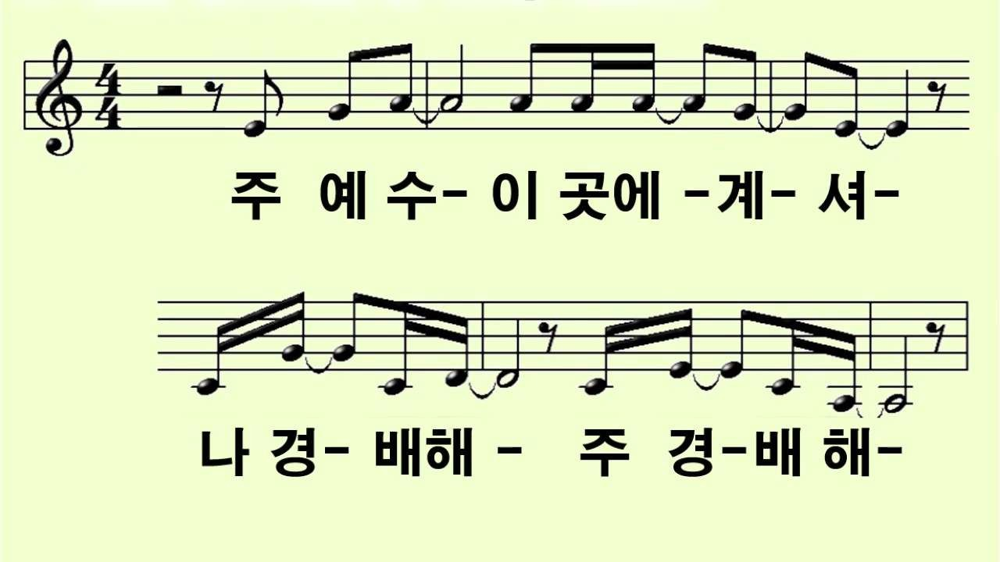 주 예 수- 이 곳에 -계- 셔-
나 경- 배해 - 주 경-배 해-